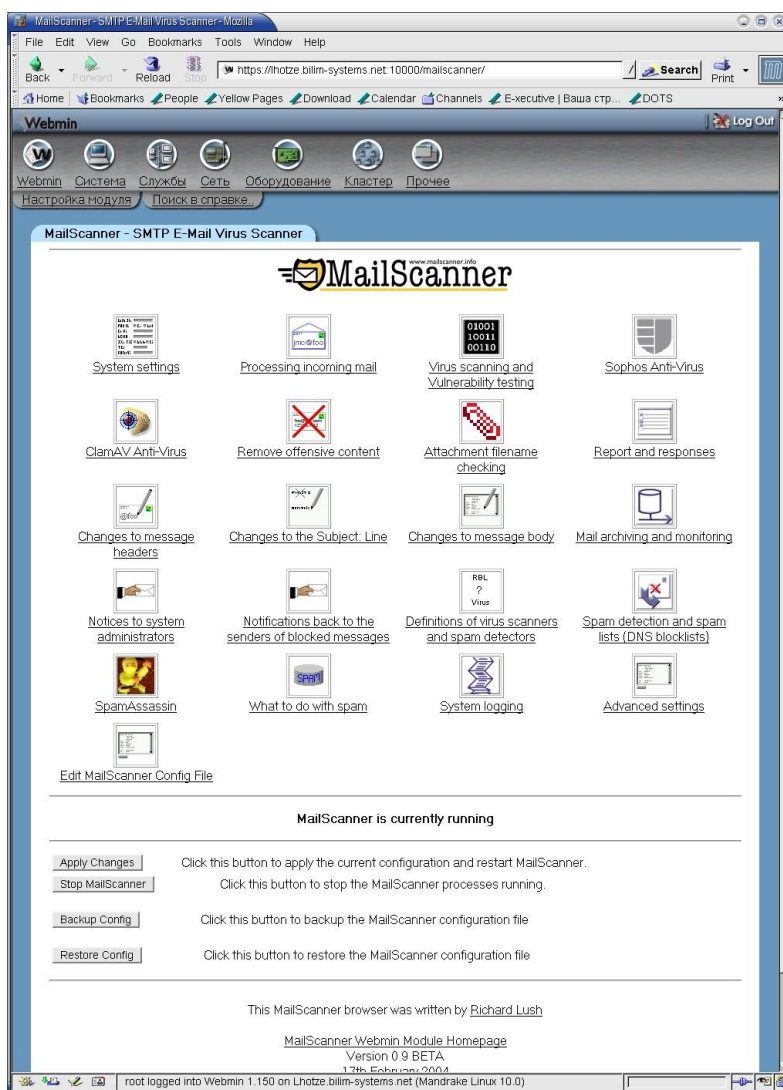 MailScanner - SMTP E-Mail Virus Scanner - Mozilla
File Edit View Go Bookmarks Tools Window Help
Back Forward Reload Stop https://lhotze.bilim-systems.net:10000/mailscanner/ Search Print
Home Bookmarks People Yellow Pages Download Calendar Channels E-xecutive | Ваша стр... DOTS
Webmin Log Out
Webmin Система Службы Сеть Оборудование Кластер Прочее
Настройка модуля Поиск в справке..
MailScanner - SMTP E-Mail Virus Scanner
www.mailscanner.info
MailScanner
01001
10011
00110
jmc@foo
System settings Processing incoming mail Virus scanning and Sophos Anti-Virus
Vulnerability testing
ClamAV Anti-Virus Remove offensive content Attachment filename Report and responses
checking
@foo
Changes to message Changes to the Subject: Line Changes to message body Mail archiving and monitoring
headers
RBL
?
Virus
Notices to system Notifications back to the Definitions of virus scanners Spam detection and spam
administrators senders of blocked messages and spam detectors lists (DNS blocklists)
SPAM
SpamAssassin What to do with spam System logging Advanced settings
Edit MailScanner Config File
MailScanner is currently running
Apply Changes Click this button to apply the current configuration and restart MailScanner.
Stop MailScanner Click this button to stop the MailScanner processes running.
Backup Config Click this button to backup the MailScanner configuration file
Restore Config Click this button to restore the MailScanner configuration file
This MailScanner browser was written by Richard Lush
MailScanner Webmin Module Homepage
Version 0.9 BETA
17th February 2004
root logged into Webmin 1.150 on Lhotze.bilim-systems.net (Mandrake Linux 10.0)